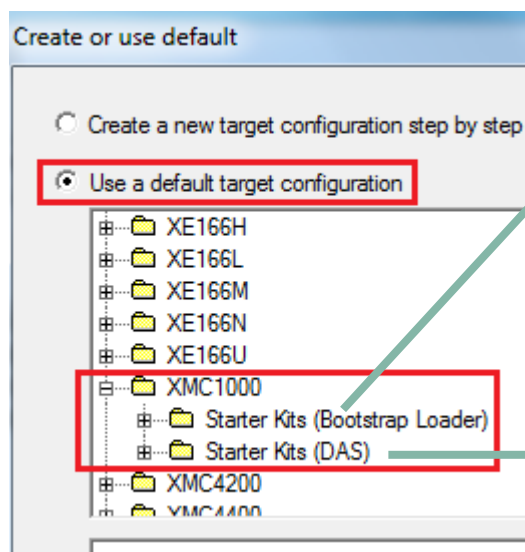 Create or use default
Create a new target configuration step by step
Use a default target configuration
XE166H
XE166L
XE166M
XE166N
XE166U
XMC1000
Starter Kits (Bootstrap Loader)
Starter Kits (DAS)
XMC4200
XMC4400